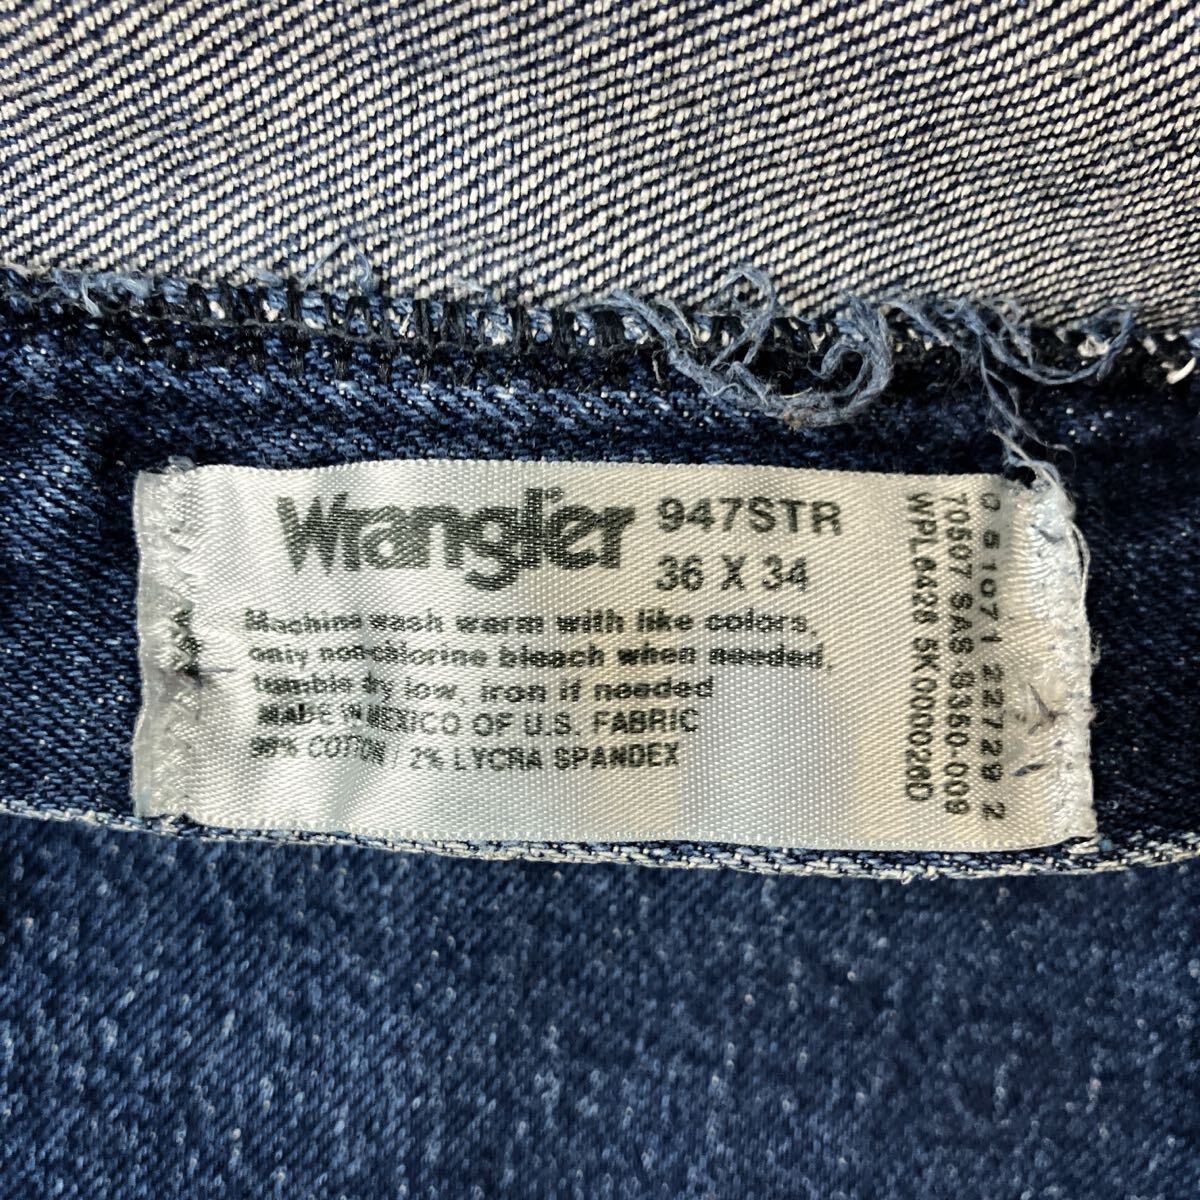 Wrangler 947STR
36 X 34
Machine wash warm with like colors,
only non-chlorine bleach when needed,
tumble dry low, iron if needed
MADE IN MEXICO OF U.S. FABRIC
98% COTTON / 2% LYCRA SPANDEX
0 51071 22729 2
70507 SAS-S350-009
WPL6426 5K00026D